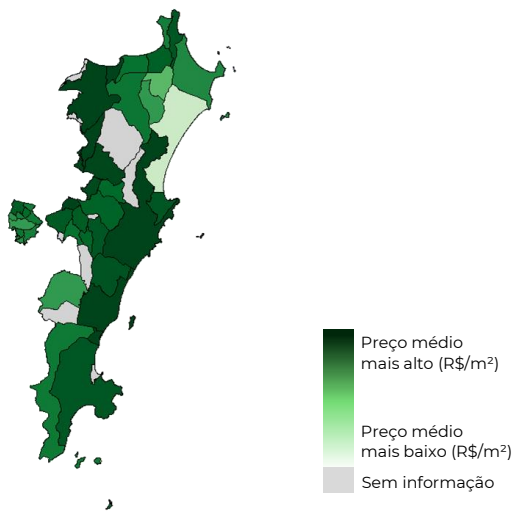 Preço médio
mais alto (R$/m²)
Preço médio
mais baixo (R$/m²)
Sem informação